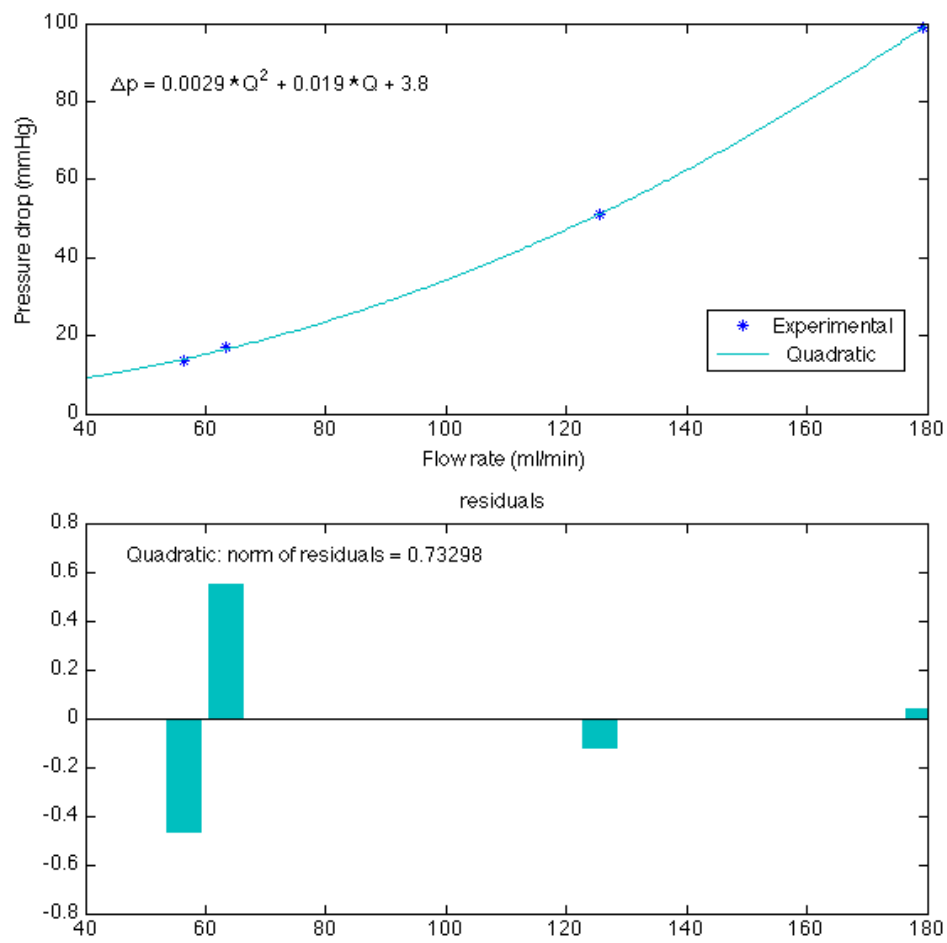 100
80
60
40
20
0
Pressure drop (mmHg)
Δp = 0.0029*Q² + 0.019*Q + 3.8
Experimental
Quadratic
40 60 80 100 120 140 160 180
Flow rate (ml/min)
residuals
0.8
0.6
0.4
0.2
0
-0.2
-0.4
-0.6
-0.8
Quadratic: norm of residuals = 0.73298
40 60 80 100 120 140 160 180